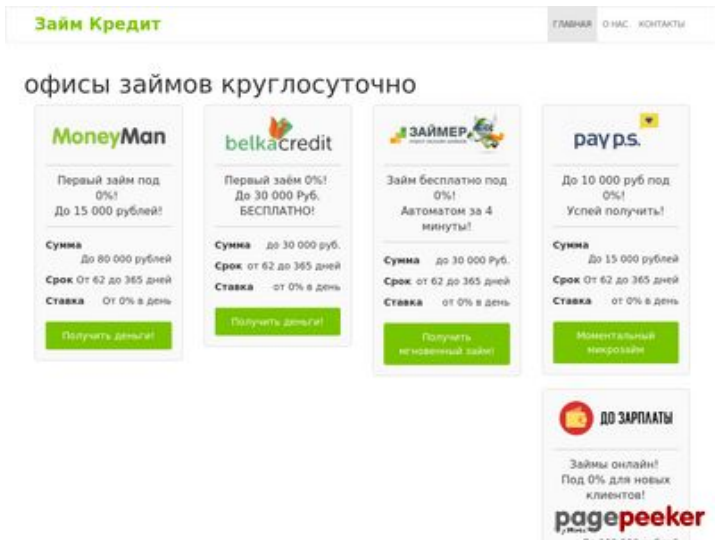 Займ Кредит
ГЛАВНАЯ О НАС КОНТАКТЫ
офисы займов круглосуточно
MoneyMan
Первый займ под
0%!
До 15 000 рублей!
Сумма
До 80 000 рублей
Срок От 62 до 365 дней
Ставка От 0% в день
Получить деньги!
belkacredit
Первый заём 0%!
До 30 000 Руб.
БЕСПЛАТНО!
Сумма до 30 000 руб.
Срок от 62 до 365 дней
Ставка от 0% в день
Получить деньги!
ЗАЙМЕР
Займ бесплатно под
0%!
Автоматом за 4
минуты!
Сумма до 30 000 Руб.
Срок от 62 до 365 дней
Ставка от 0% в день
Получить
мгновенный займ!
pay p.s.
До 10 000 руб под
0%!
Успей получить!
Сумма
До 15 000 рублей
Срок От 62 до 365 дней
Ставка от 0% в день
Моментальный
микрозайм
ДО ЗАРПЛАТЫ
Займы онлайн!
Под 0% для новых
клиентов!
pagepeeker